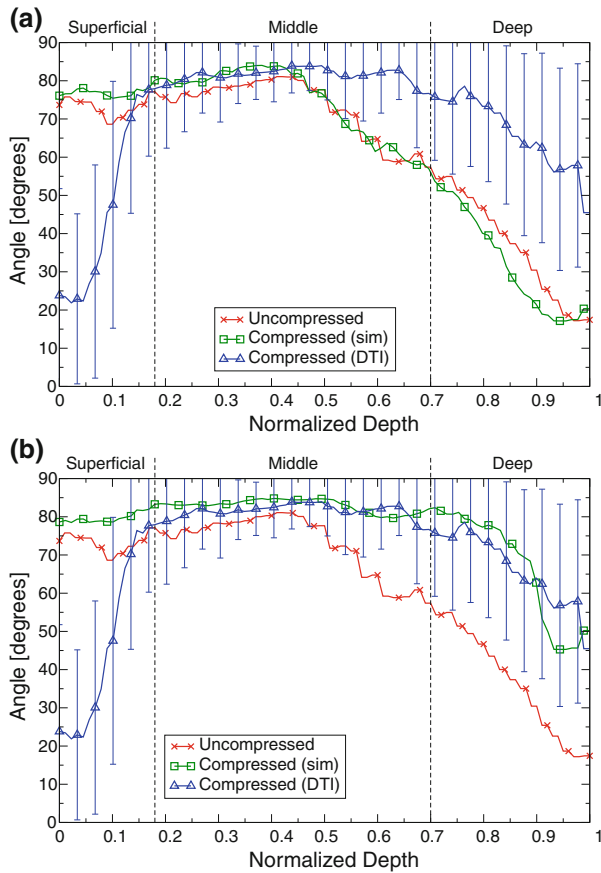 (a)
Superficial Middle Deep
90
80
70
60
50
40
30
20
10
0
Angle [degrees]
Uncompressed
Compressed (sim)
Compressed (DTI)
0 0.1 0.2 0.3 0.4 0.5 0.6 0.7 0.8 0.9 1
Normalized Depth
(b)
Superficial Middle Deep
90
80
70
60
50
40
30
20
10
0
Angle [degrees]
Uncompressed
Compressed (sim)
Compressed (DTI)
0 0.1 0.2 0.3 0.4 0.5 0.6 0.7 0.8 0.9 1
Normalized Depth